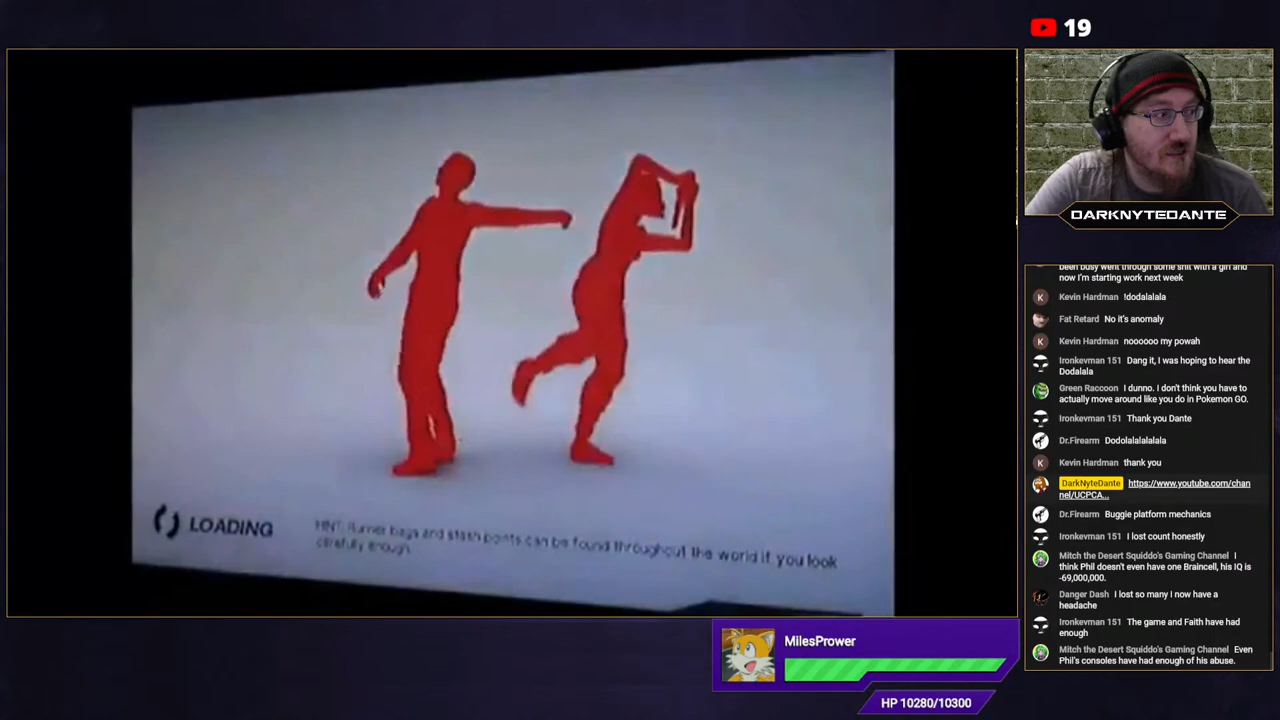 19
DARKNYTEDANTE
been busy went through some shit with a girl and
now I'm starting work next week
K Kevin Hardman !dodalalala
Fat Retard No it's anomaly
K Kevin Hardman noooooo my powah
Ironkevman 151 Dang it, I was hoping to hear the
Dodalala
Green Raccoon I dunno. I don't think you have to
actually move around like you do in Pokemon GO.
Ironkevman 151 Thank you Dante
Dr.Firearm Dodolalalalalala
K Kevin Hardman thank you
DarkNyteDante https://www.youtube.com/chan
nel/UCPCA...
Dr.Firearm Buggie platform mechanics
Ironkevman 151 I lost count honestly
Mitch the Desert Squiddo's Gaming Channel I
think Phil doesn't even have one Braincell, his IQ is
-69,000,000.
Danger Dash I lost so many I now have a
headache
Ironkevman 151 The game and Faith have had
enough
Mitch the Desert Squiddo's Gaming Channel Even
Phil's consoles have had enough of his abuse.
LOADING
HINT: Runner bags and stash points can be found throughout the world if you look
carefully enough
MilesPrower
HP 10280/10300